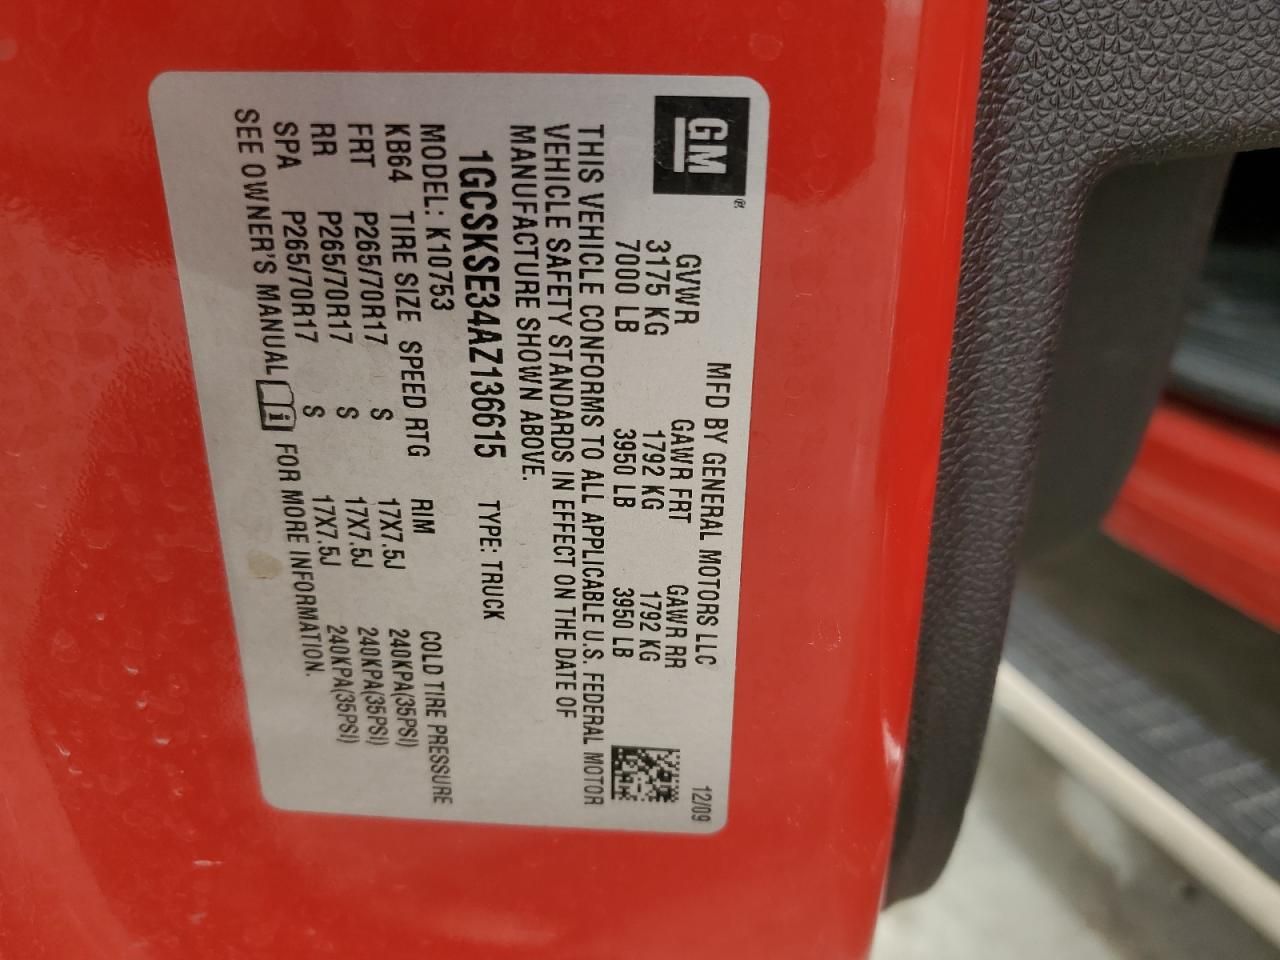 GM®
MFD BY GENERAL MOTORS LLC 12/09
GVWR GAWR FRT GAWR RR
3175 KG 1792 KG 1792 KG
7000 LB 3950 LB 3950 LB
THIS VEHICLE CONFORMS TO ALL APPLICABLE U.S. FEDERAL MOTOR
VEHICLE SAFETY STANDARDS IN EFFECT ON THE DATE OF
MANUFACTURE SHOWN ABOVE.
1GCSKSE34AZ136615 TYPE: TRUCK
MODEL: K10753
KB64 TIRE SIZE SPEED RTG RIM COLD TIRE PRESSURE
FRT P265/70R17 S 17X7.5J 240KPA(35PSI)
RR P265/70R17 S 17X7.5J 240KPA(35PSI)
SPA P265/70R17 S 17X7.5J 240KPA(35PSI)
SEE OWNER'S MANUAL i FOR MORE INFORMATION.